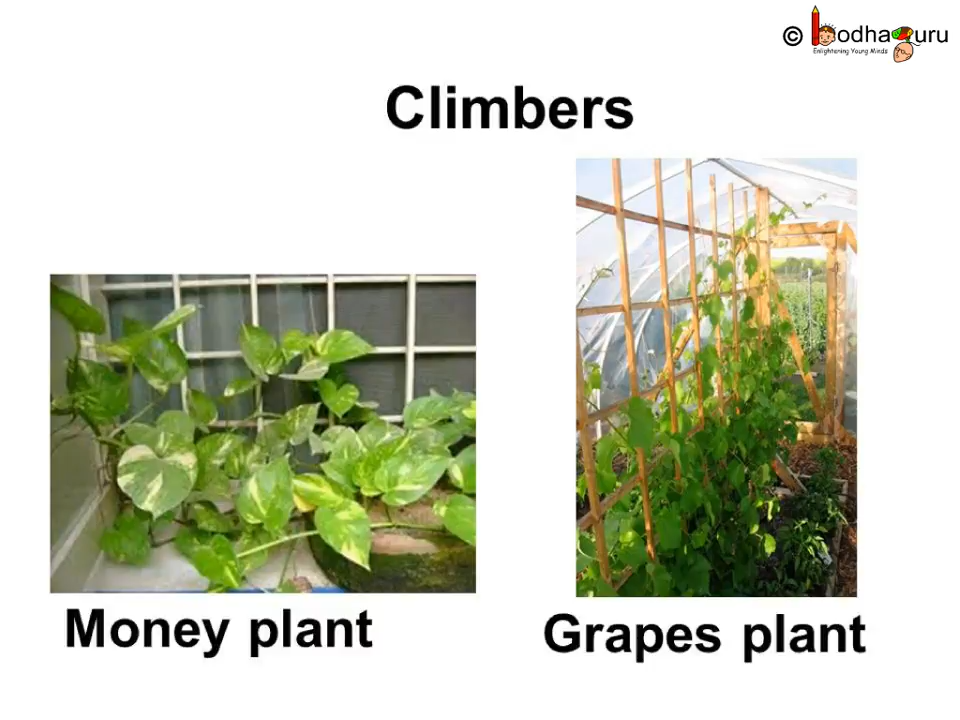 © bodhaguru
Enlightening Young Minds
Climbers
Money plant
Grapes plant